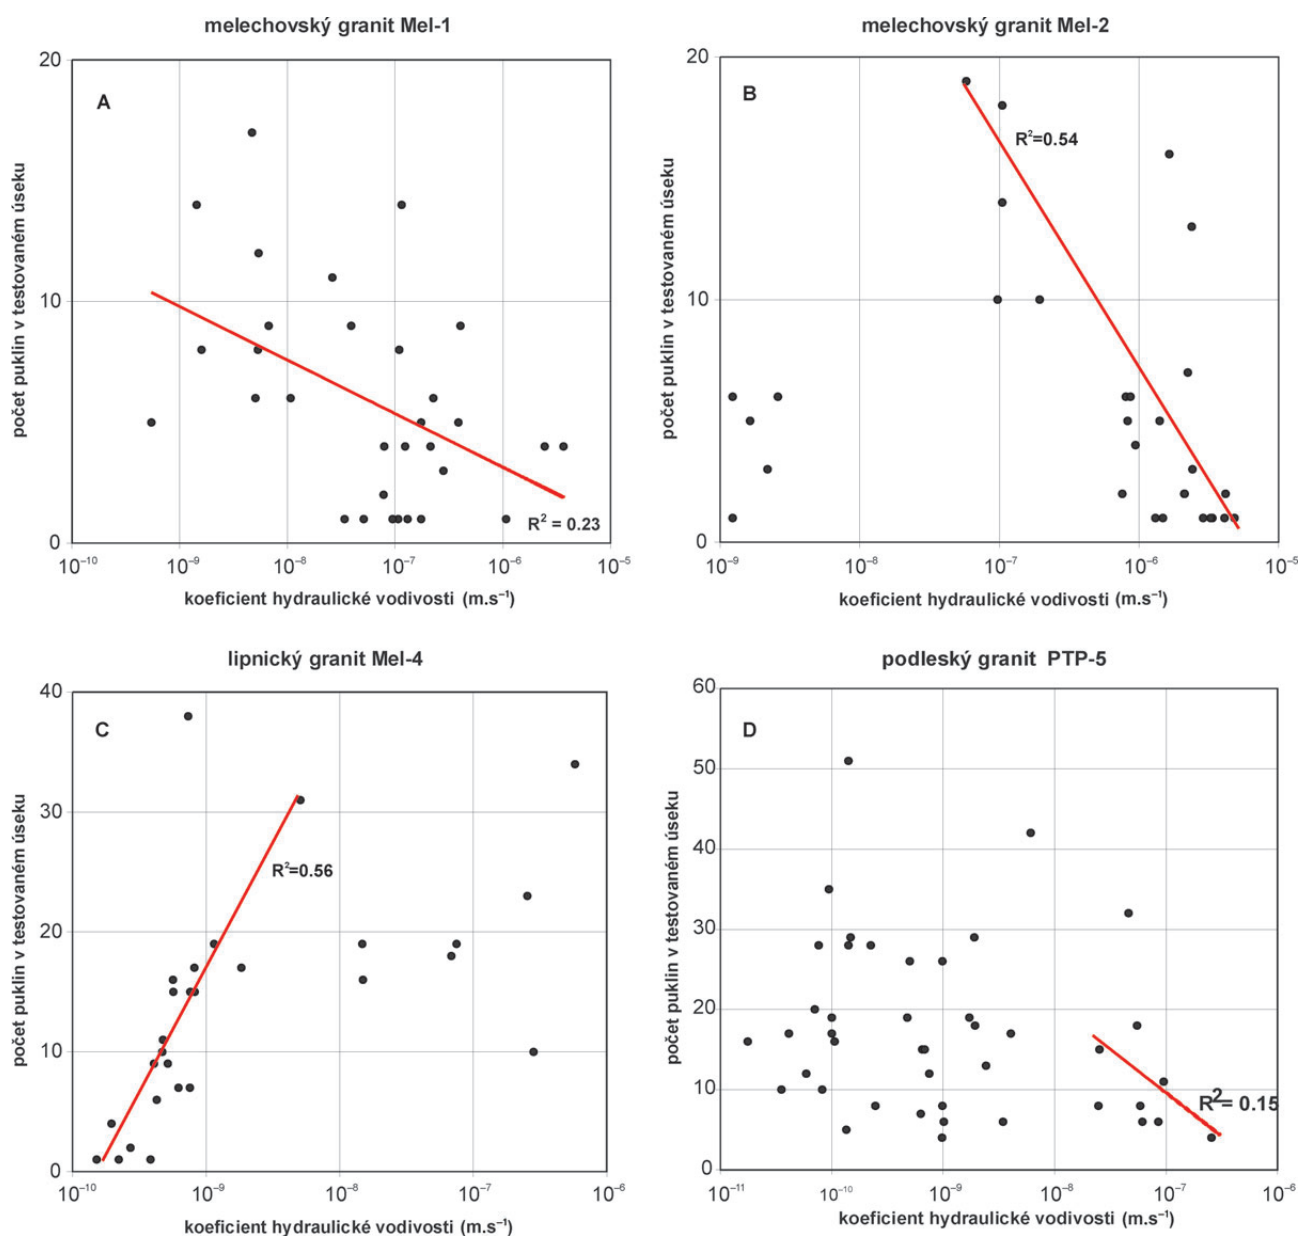 melechovský granit Mel-1
A
počet puklin v testovaném úseku
20
10
0
R² = 0.23
10⁻¹⁰ 10⁻⁹ 10⁻⁸ 10⁻⁷ 10⁻⁶ 10⁻⁵
koeficient hydraulické vodivosti (m.s⁻¹)
melechovský granit Mel-2
B
počet puklin v testovaném úseku
20
10
0
R²=0.54
10⁻⁹ 10⁻⁸ 10⁻⁷ 10⁻⁶ 10⁻⁵
koeficient hydraulické vodivosti (m.s⁻¹)
lipnický granit Mel-4
C
počet puklin v testovaném úseku
40
30
20
10
0
R²=0.56
10⁻¹⁰ 10⁻⁹ 10⁻⁸ 10⁻⁷ 10⁻⁶
koeficient hydraulické vodivosti (m.s⁻¹)
podleský granit PTP-5
D
počet puklin v testovaném úseku
60
50
40
30
20
10
0
R²= 0.15
10⁻¹¹ 10⁻¹⁰ 10⁻⁹ 10⁻⁸ 10⁻⁷ 10⁻⁶
koeficient hydraulické vodivosti (m.s⁻¹)